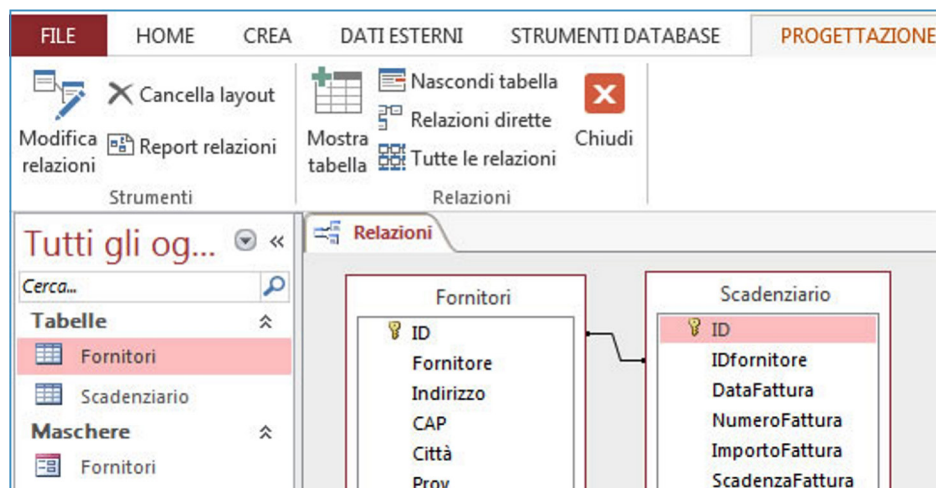 FILE HOME CREA DATI ESTERNI STRUMENTI DATABASE PROGETTAZIONE
Modifica relazioni
Cancella layout
Report relazioni
Strumenti
Mostra tabella
Nascondi tabella
Relazioni dirette
Tutte le relazioni
Chiudi
Relazioni
Tutti gli og...
Cerca...
Tabelle
Fornitori
Scadenziario
Maschere
Fornitori
Relazioni
Fornitori
ID
Fornitore
Indirizzo
CAP
Città
Prov
Scadenziario
ID
IDfornitore
DataFattura
NumeroFattura
ImportoFattura
ScadenzaFattura